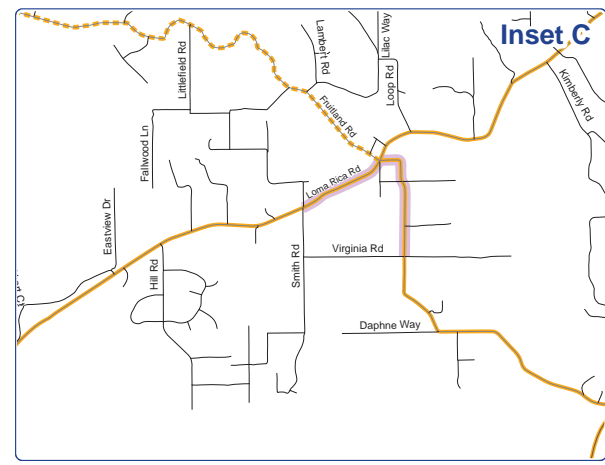 Inset C
Lilac Way
Lambert Rd
Littlefield Rd
Loop Rd
Kimberly Rd
Fruitland Rd
Fallwood Ln
Loma Rica Rd
Eastview Dr
Virginia Rd
Smith Rd
Hill Rd
Daphne Way